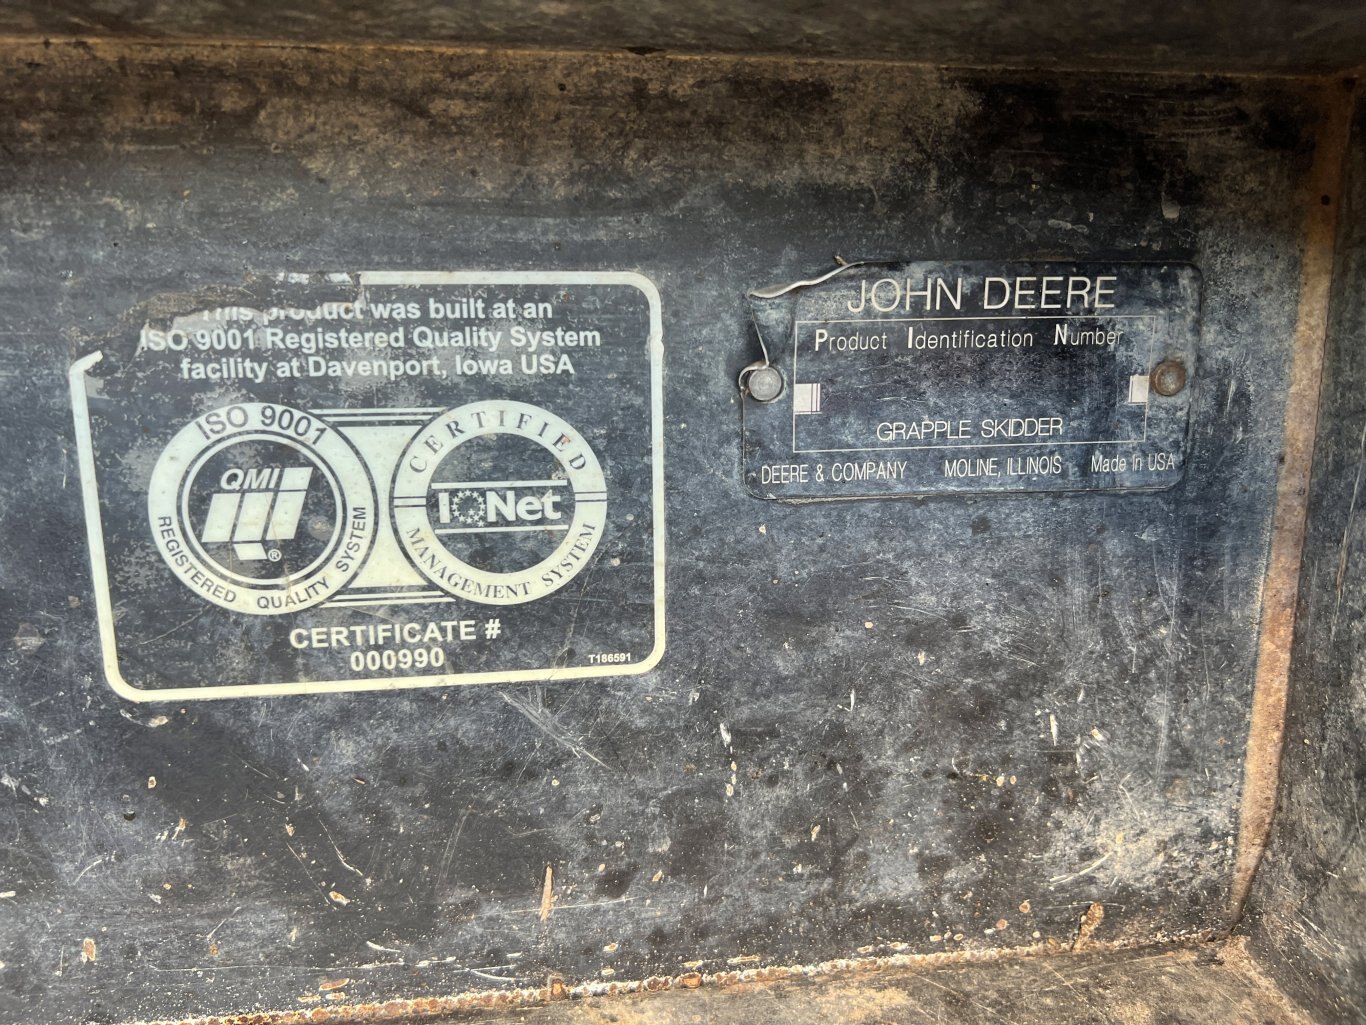 This product was built at an
ISO 9001 Registered Quality System
facility at Davenport, Iowa USA
ISO 9001
QMI
®
REGISTERED QUALITY SYSTEM
CERTIFIED
IQNet
MANAGEMENT SYSTEM
CERTIFICATE #
000990
T186591
JOHN DEERE
Product Identification Number
GRAPPLE SKIDDER
DEERE & COMPANY MOLINE, ILLINOIS Made In USA